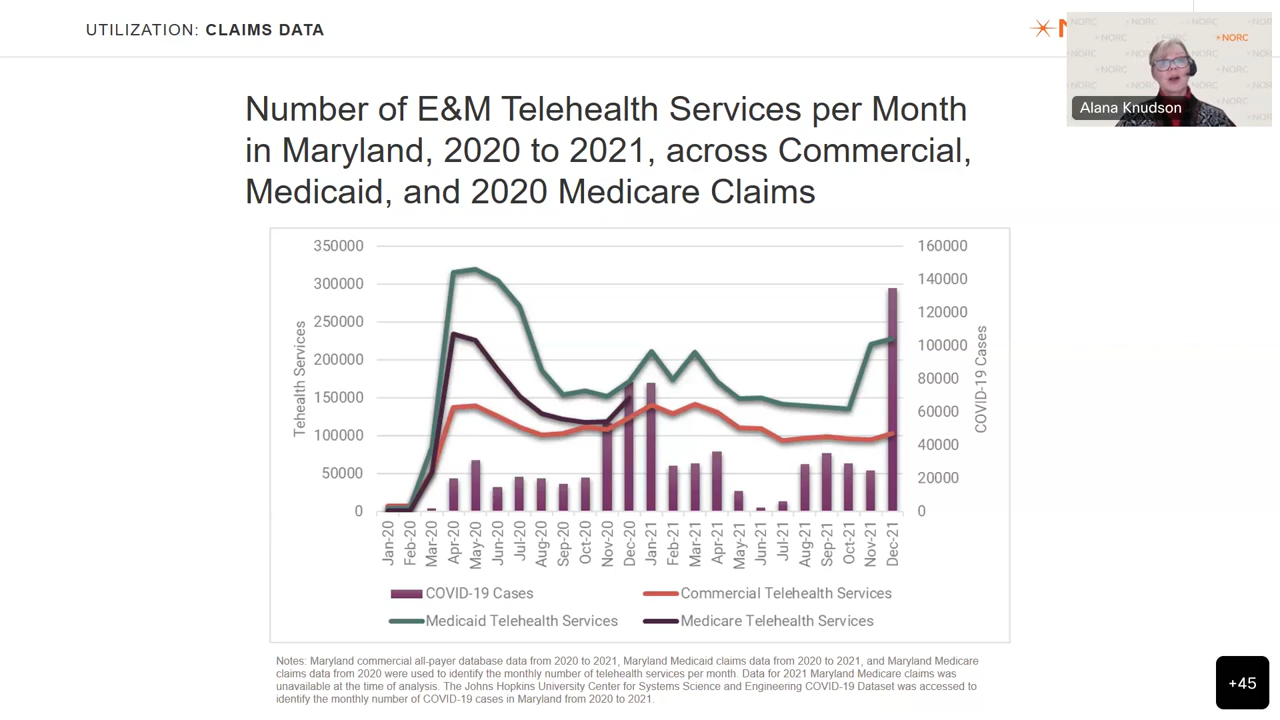 UTILIZATION: CLAIMS DATA
NORC
Alana Knudson
Number of E&M Telehealth Services per Month
in Maryland, 2020 to 2021, across Commercial,
Medicaid, and 2020 Medicare Claims
350000
300000
250000
200000
150000
100000
50000
0
Tehealth Services
160000
140000
120000
100000
80000
60000
40000
20000
0
COVID-19 Cases
Jan-20
Feb-20
Mar-20
Apr-20
May-20
Jun-20
Jul-20
Aug-20
Sep-20
Oct-20
Nov-20
Dec-20
Jan-21
Feb-21
Mar-21
Apr-21
May-21
Jun-21
Jul-21
Aug-21
Sep-21
Oct-21
Nov-21
Dec-21
COVID-19 Cases
Commercial Telehealth Services
Medicaid Telehealth Services
Medicare Telehealth Services
Notes: Maryland commercial all-payer database data from 2020 to 2021, Maryland Medicaid claims data from 2020 to 2021, and Maryland Medicare
claims data from 2020 were used to identify the monthly number of telehealth services per month. Data for 2021 Maryland Medicare claims was
unavailable at the time of analysis. The Johns Hopkins University Center for Systems Science and Engineering COVID-19 Dataset was accessed to
identify the monthly number of COVID-19 cases in Maryland from 2020 to 2021.
+45